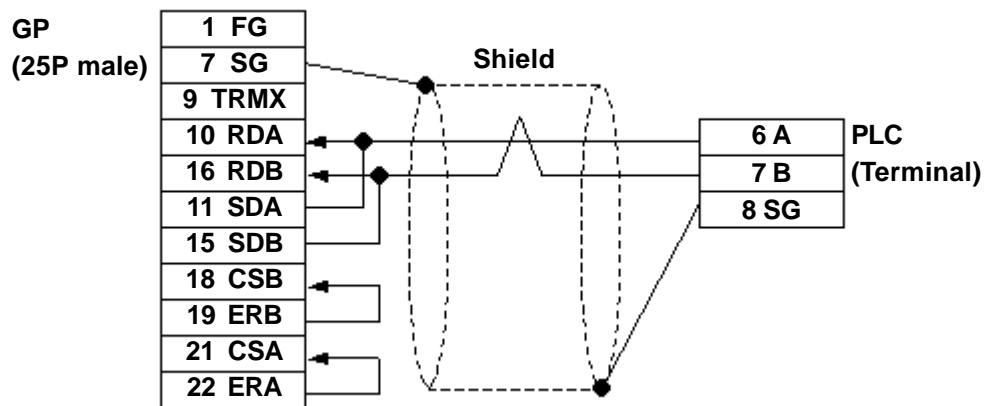 GP
(25P male)
1 FG
7 SG
9 TRMX
10 RDA
16 RDB
11 SDA
15 SDB
18 CSB
19 ERB
21 CSA
22 ERA
Shield
6 A
7 B
8 SG
PLC
(Terminal)